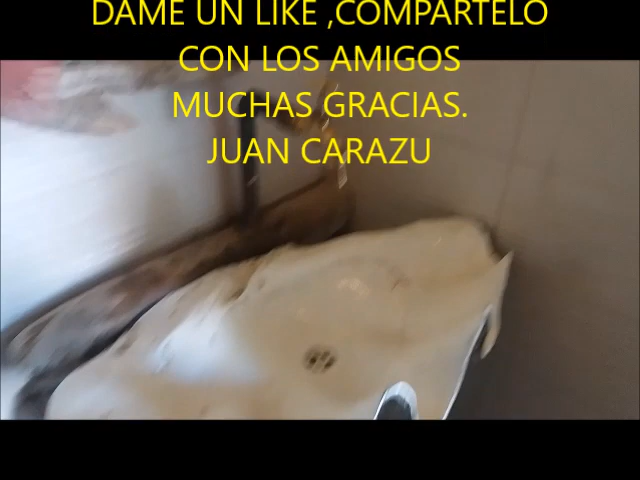 DAME UN LIKE ,COMPARTELO
CON LOS AMIGOS
MUCHAS GRACIAS.
JUAN CARAZU